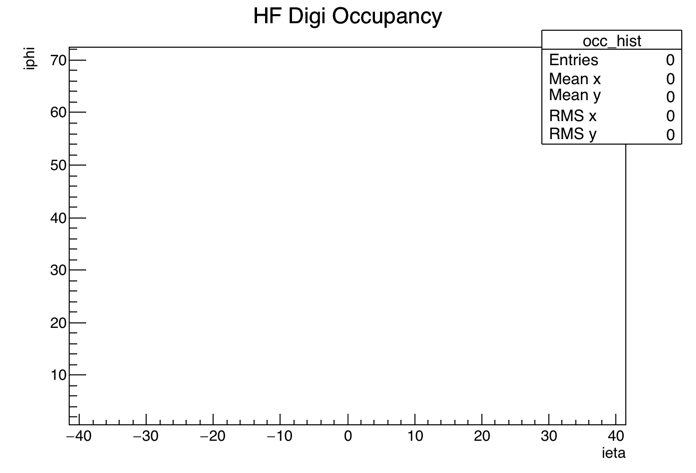 HF Digi Occupancy
occ_hist
Entries 0
Mean x 0
Mean y 0
RMS x 0
RMS y 0
iphi
70
60
50
40
30
20
10
−40 −30 −20 −10 0 10 20 30 40
ieta